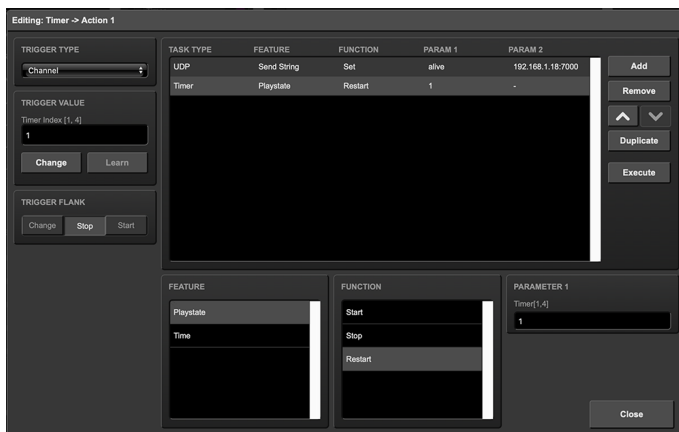 Editing: Timer -> Action 1
TRIGGER TYPE
Channel
TRIGGER VALUE
Timer Index [1, 4]
1
Change Learn
TRIGGER FLANK
Change Stop Start
TASK TYPE FEATURE FUNCTION PARAM 1 PARAM 2
UDP Send String Set alive 192.168.1.18:7000
Timer Playstate Restart 1 -
Add
Remove
Duplicate
Execute
FEATURE
Playstate
Time
FUNCTION
Start
Stop
Restart
PARAMETER 1
Timer[1,4]
1
Close